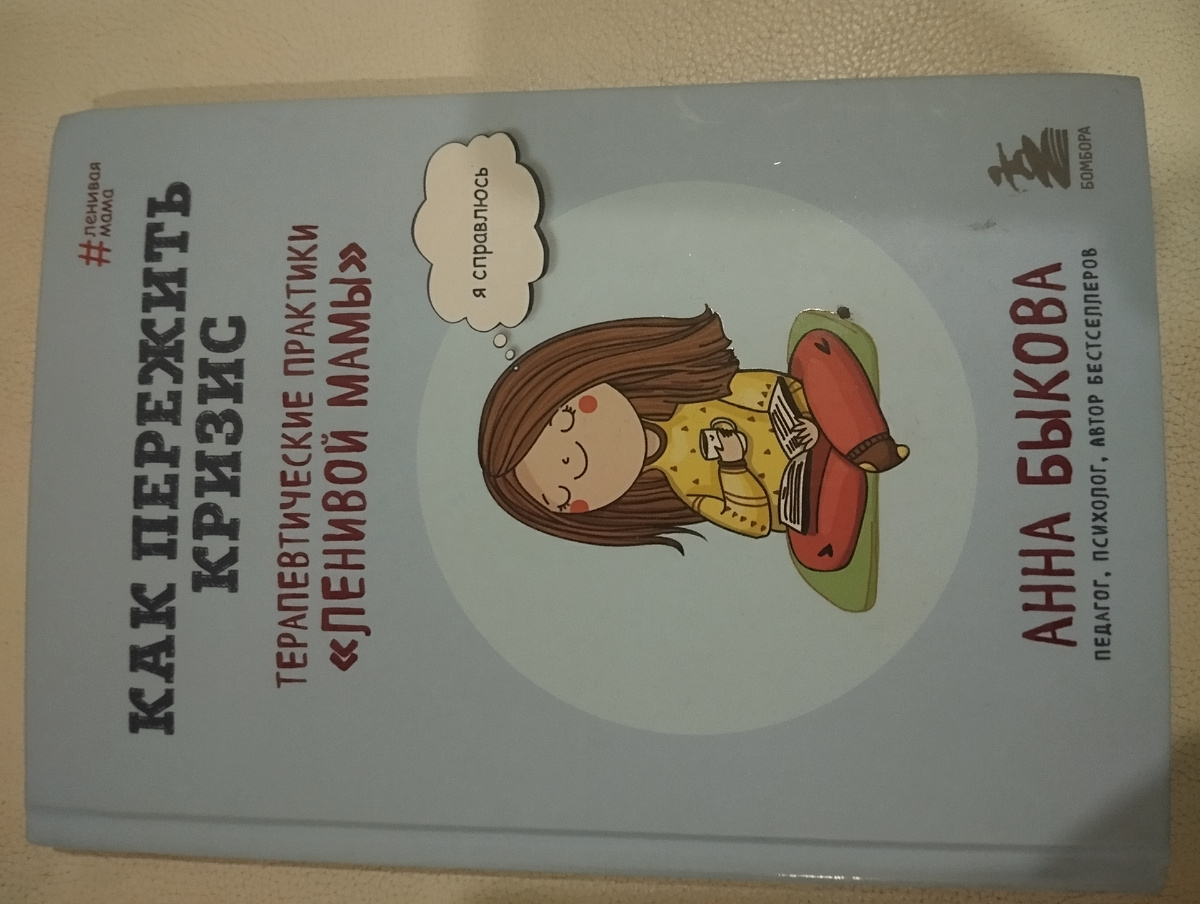 #ленивая
мама
КАК ПЕРЕЖИТЬ
КРИЗИС
ТЕРАПЕВТИЧЕСКИЕ ПРАКТИКИ
«ЛЕНИВОЙ МАМЫ»
я справлюсь
АННА БЫКОВА
ПЕДАГОГ, ПСИХОЛОГ, АВТОР БЕСТСЕЛЛЕРОВ
БОМБОРА